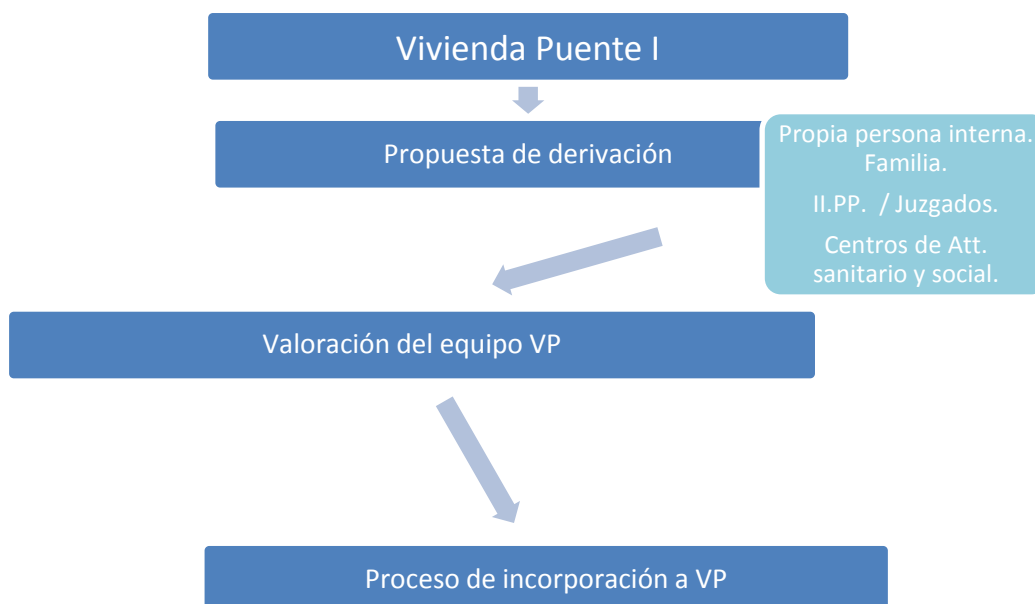 Vivienda Puente I
Propuesta de derivación
Propia persona interna.
Familia.
II.PP. / Juzgados.
Centros de Att.
sanitario y social.
Valoración del equipo VP
Proceso de incorporación a VP